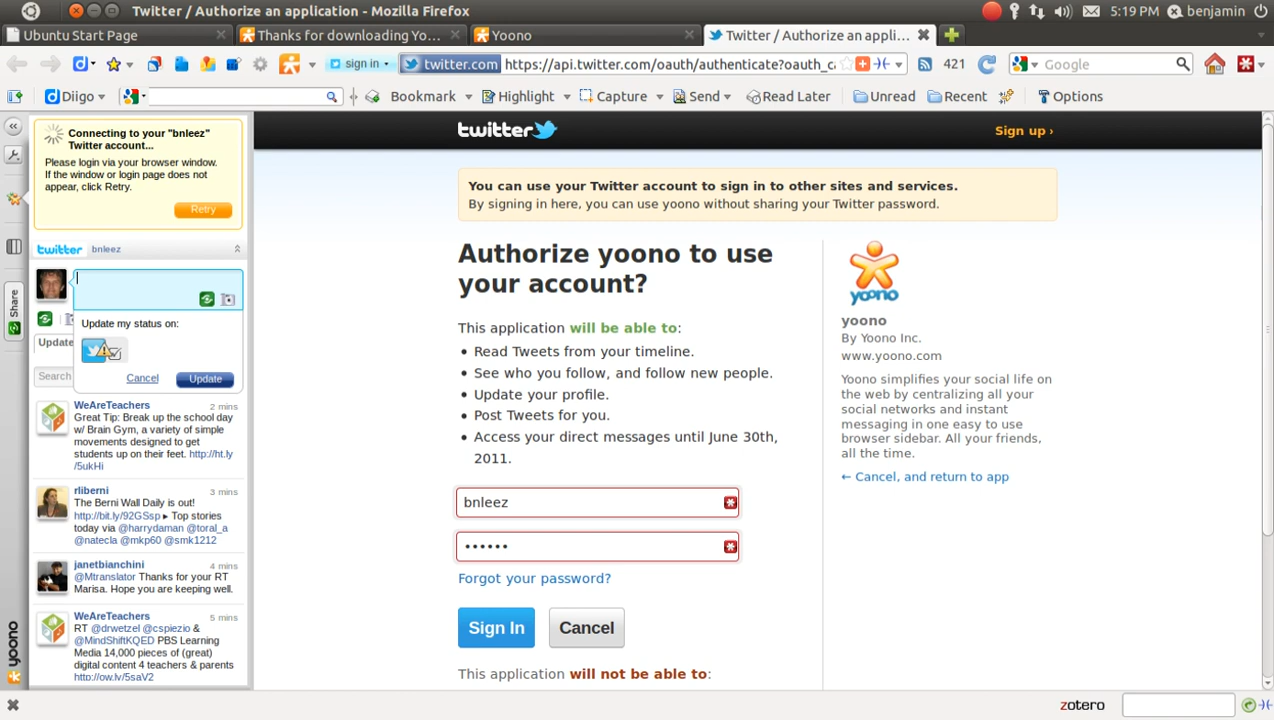 Twitter / Authorize an application - Mozilla Firefox
5:19 PM
benjamin
Ubuntu Start Page
Thanks for downloading Yo...
Yoono
Twitter / Authorize an appli...
sign in
twitter.com
https://api.twitter.com/oauth/authenticate?oauth_c
421
Google
Diigo
Bookmark
Highlight
Capture
Send
Read Later
Unread
Recent
Options
Connecting to your "bnleez"
Twitter account...
Please login via your browser window.
If the window or login page does not
appear, click Retry.
Retry
twitter bnleez
Update my status on:
Cancel
Update
Update
Search
WeAreTeachers 2 mins
Great Tip: Break up the school day
w/ Brain Gym, a variety of simple
movements designed to get
students up on their feet. http://ht.ly
/5ukHi
rliberni 3 mins
The Berni Wall Daily is out!
http://bit.ly/92GSsp ▸ Top stories
today via @harrydaman @toral_a
@natecla @mkp60 @smk1212
janetbianchini 4 mins
@Mtranslator Thanks for your RT
Marisa. Hope you are keeping well.
WeAreTeachers 5 mins
RT @drwetzel @cspiezio &
@MindShiftKQED PBS Learning
Media 14,000 pieces of (great)
digital content 4 teachers & parents
http://ow.ly/5saV2
Share
yoono
twitter
Sign up ›
You can use your Twitter account to sign in to other sites and services.
By signing in here, you can use yoono without sharing your Twitter password.
Authorize yoono to use
your account?
This application will be able to:
• Read Tweets from your timeline.
• See who you follow, and follow new people.
• Update your profile.
• Post Tweets for you.
• Access your direct messages until June 30th,
2011.
bnleez
••••••
Forgot your password?
Sign In
Cancel
This application will not be able to:
yoono
yoono
By Yoono Inc.
www.yoono.com
Yoono simplifies your social life on
the web by centralizing all your
social networks and instant
messaging in one easy to use
browser sidebar. All your friends,
all the time.
← Cancel, and return to app
zotero